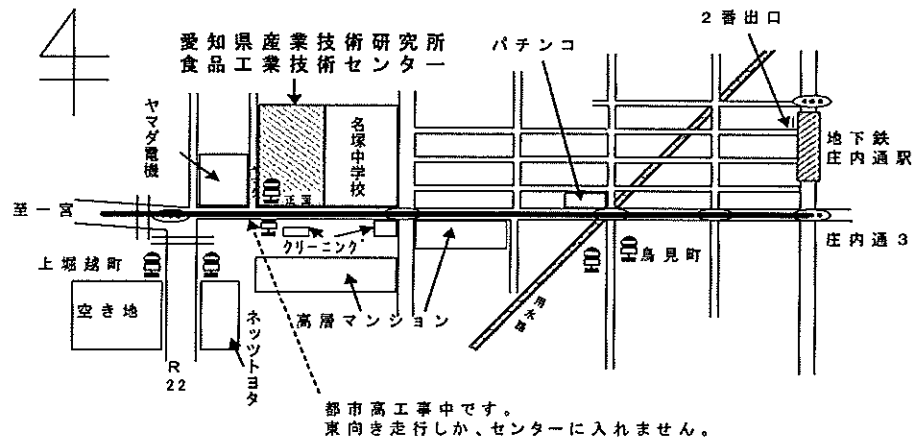 2番出口
愛知県産業技術研究所
食品工業技術センター
パチンコ
ヤマダ電機
名塚中学校
地下鉄
庄内通駅
正門
至一宮
クリーニング
庄内通3
上堀越町
鳥見町
空き地
高層マンション
用水路
ネッツトヨタ
R
22
都市高工事中です。
東向き走行しか、センターに入れません。